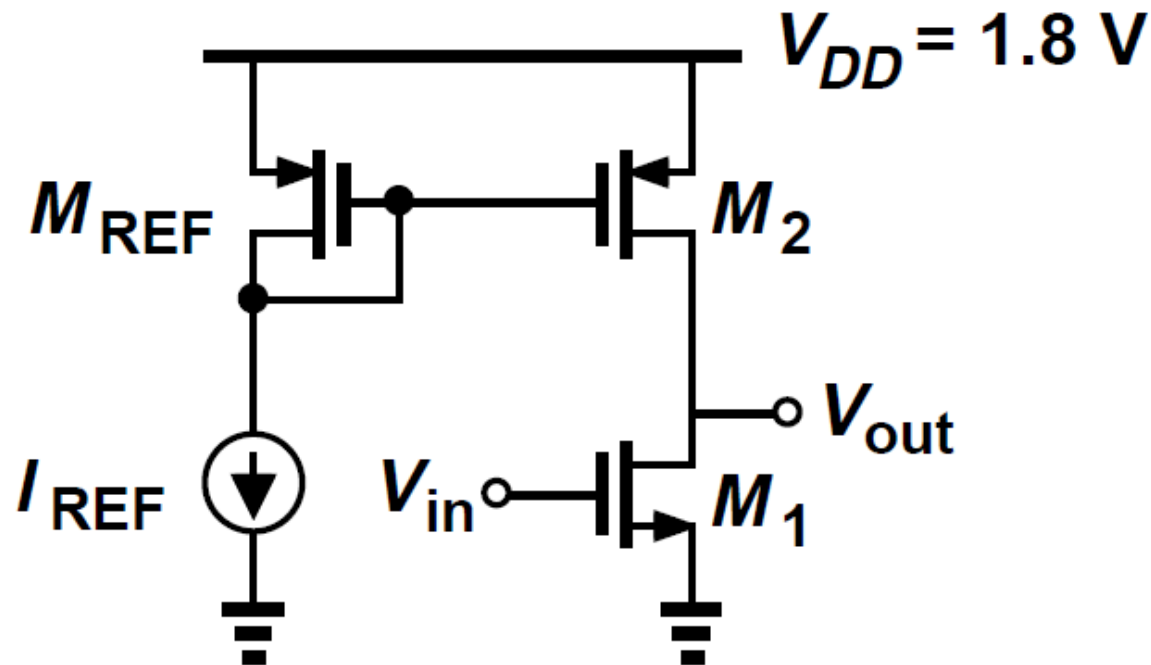 VDD = 1.8 V
MREF
M2
Vout
IREF
Vin
M1